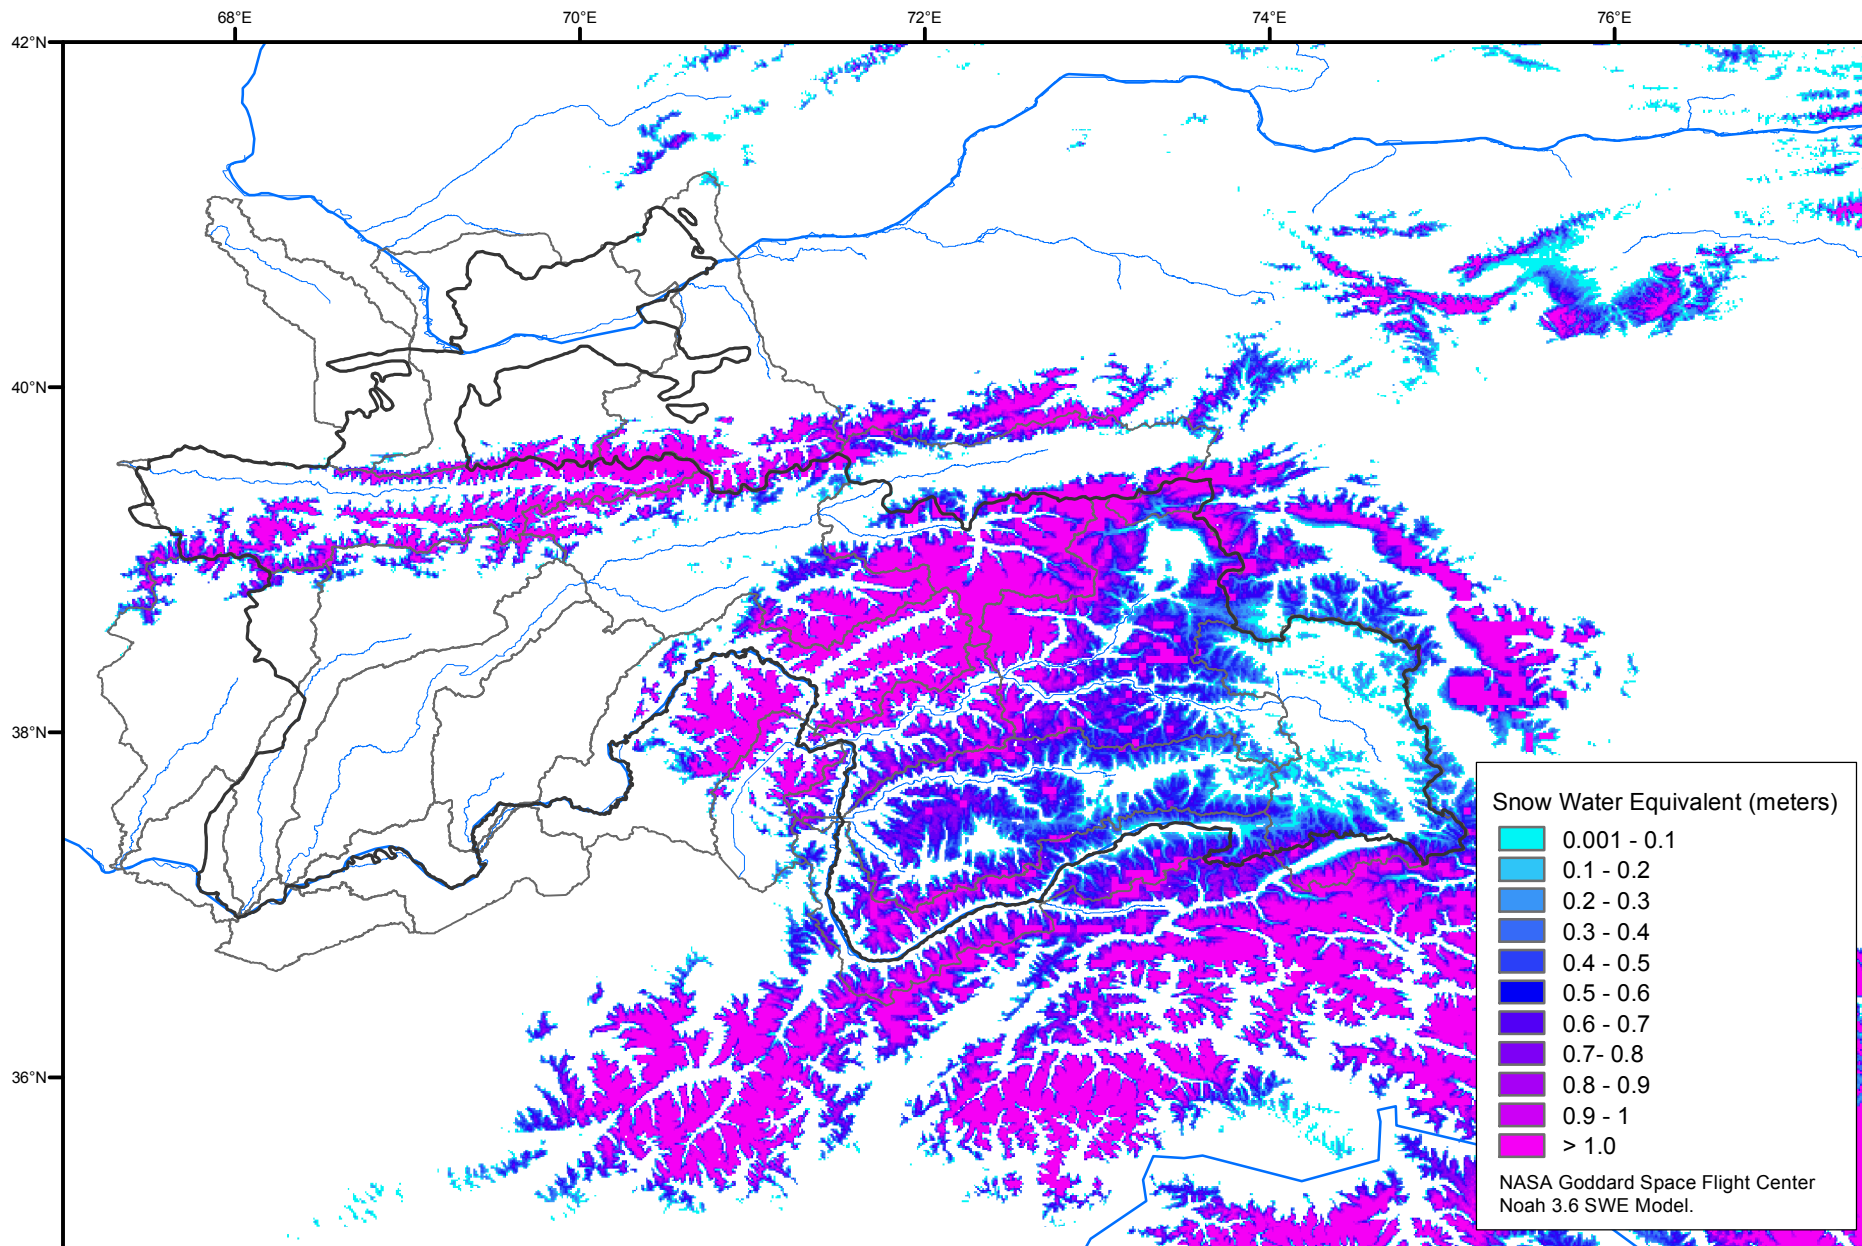 68°E 70°E 72°E 74°E 76°E
42°N
40°N
38°N
36°N
Snow Water Equivalent (meters)
0.001 - 0.1
0.1 - 0.2
0.2 - 0.3
0.3 - 0.4
0.4 - 0.5
0.5 - 0.6
0.6 - 0.7
0.7- 0.8
0.8 - 0.9
0.9 - 1
> 1.0
NASA Goddard Space Flight Center
Noah 3.6 SWE Model.